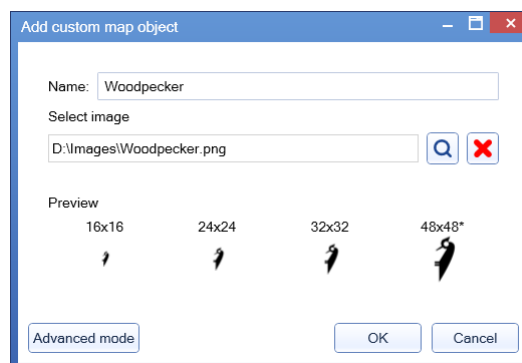 Add custom map object
Name: Woodpecker
Select image
D:\Images\Woodpecker.png
Preview
16x16 24x24 32x32 48x48*
Advanced mode OK Cancel